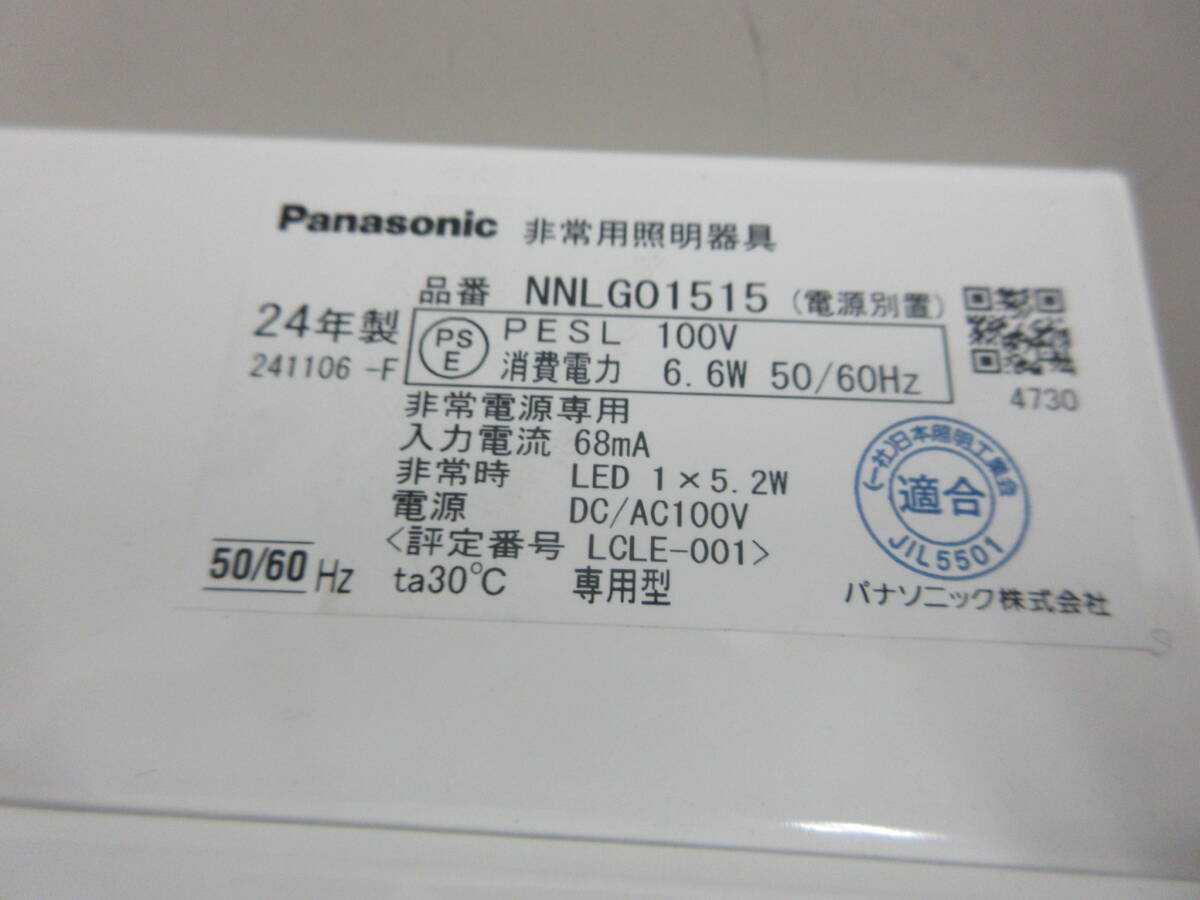 Panasonic 非常用照明器具
品番 NNLG01515 (電源別置)
24年製
241106 -F
PS
E
PESL 100V
消費電力 6.6W 50/60Hz
4730
非常電源専用
入力電流 68mA
非常時 LED 1×5.2W
電源 DC/AC100V
<評定番号 LCLE-001>
50/60 Hz
ta30℃ 専用型
(一社)日本照明工業会
適合
JIL5501
パナソニック株式会社